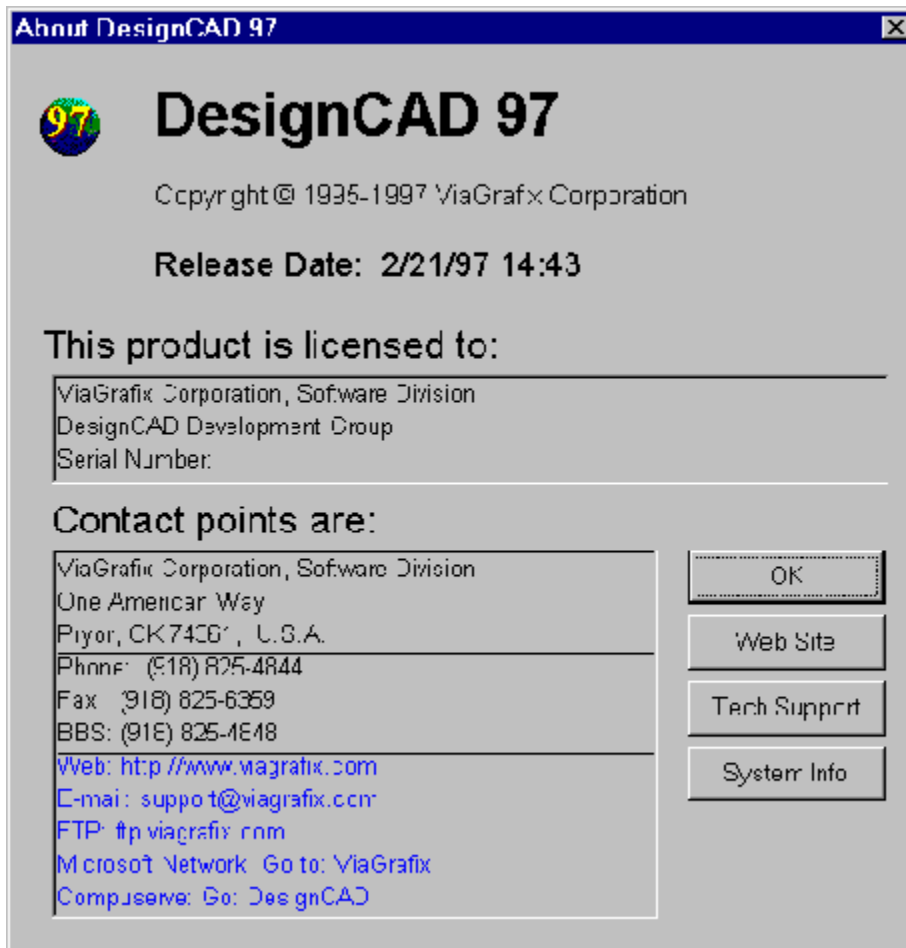 About DesignCAD 97
97
DesignCAD 97
Copyright © 1995-1997 ViaGrafix Corporation
Release Date: 2/21/97 14:43
This product is licensed to:
ViaGrafix Corporation, Software Division
DesignCAD Development Group
Serial Number:
Contact points are:
ViaGrafix Corporation, Software Division
One American Way
Pryor, OK 74361, U.S.A.
Phone: (918) 825-4844
Fax: (918) 825-6359
BBS: (918) 825-4848
Web: http://www.viagrafix.com
E-mail: support@viagrafix.com
FTP: ftp.viagrafix.com
Microsoft Network: Go to: ViaGrafix
Compuserve: Go: DesignCAD
OK
Web Site
Tech Support
System Info